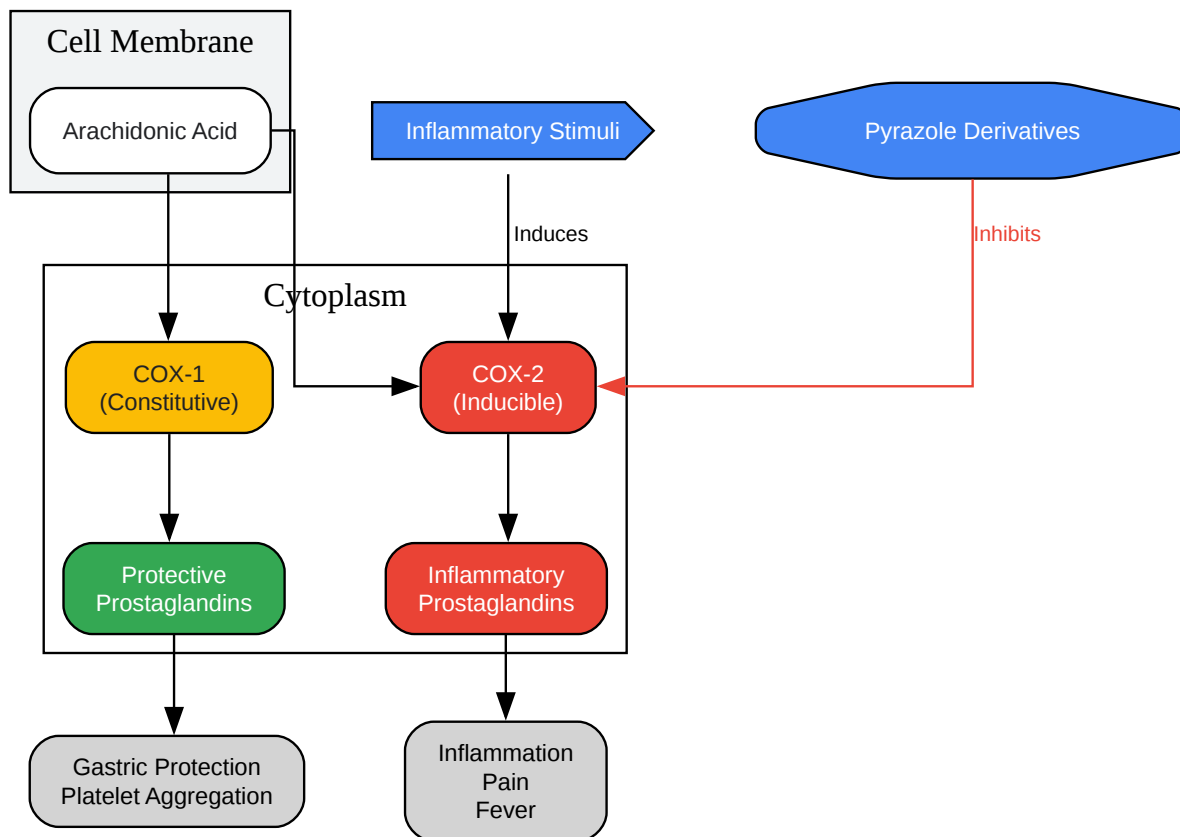 Cell Membrane
Arachidonic Acid
Inflammatory Stimuli
Pyrazole Derivatives
Induces
Inhibits
Cytoplasm
COX-1
(Constitutive)
COX-2
(Inducible)
Protective
Prostaglandins
Inflammatory
Prostaglandins
Gastric Protection
Platelet Aggregation
Inflammation
Pain
Fever